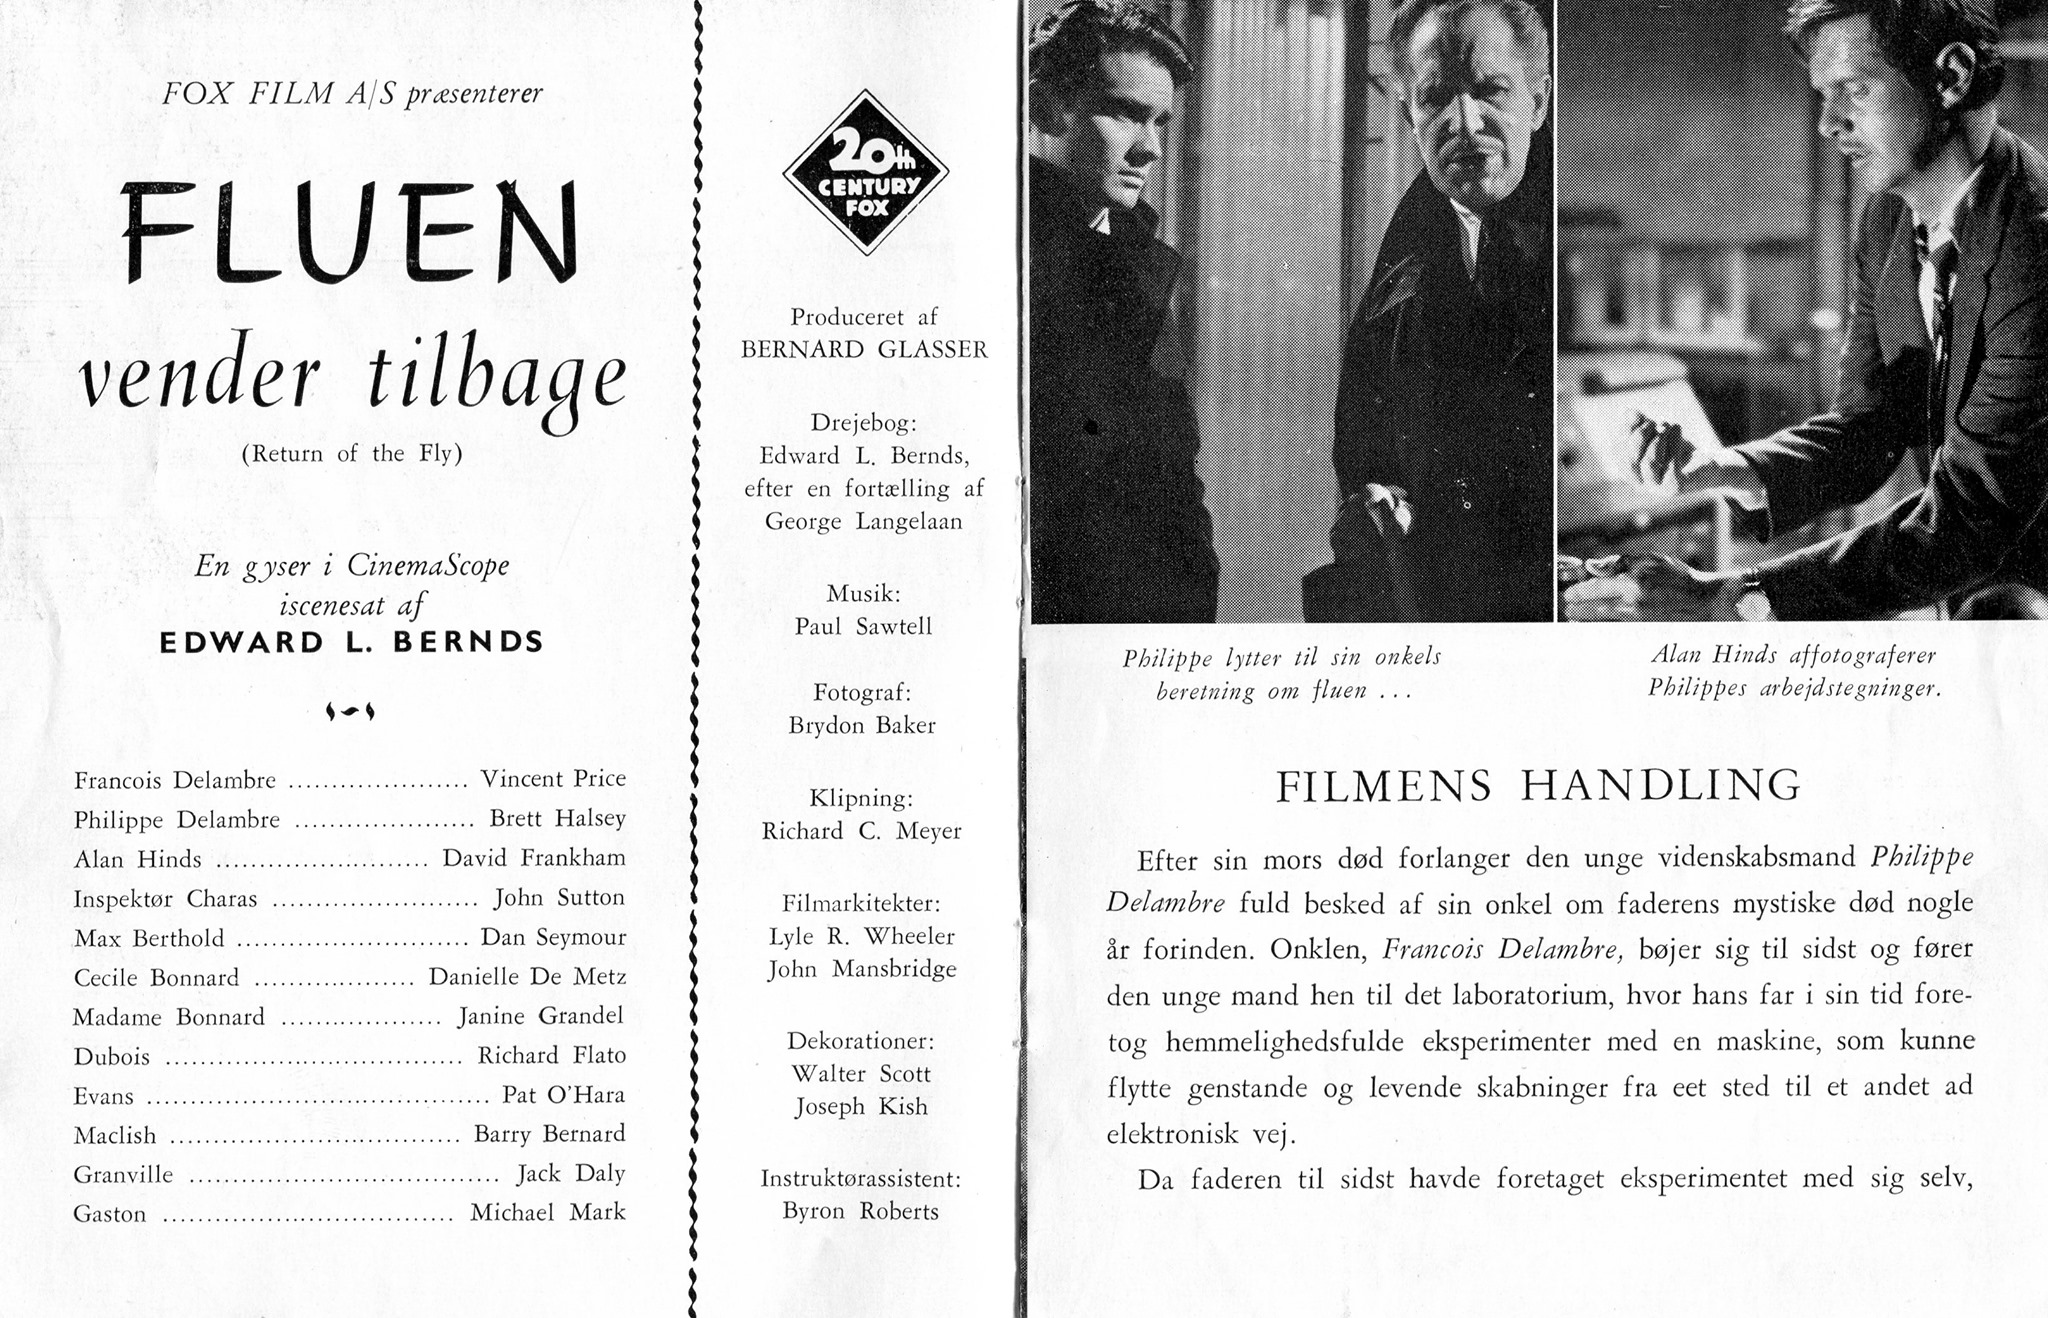 FOX FILM A/S præsenterer
FLUEN
vender tilbage
(Return of the Fly)
En gyser i CinemaScope
iscenesat af
EDWARD L. BERNDS
Francois Delambre ..................... Vincent Price
Philippe Delambre ..................... Brett Halsey
Alan Hinds ........................ David Frankham
Inspektør Charas ........................ John Sutton
Max Berthold ........................... Dan Seymour
Cecile Bonnard ................... Danielle De Metz
Madame Bonnard ................... Janine Grandel
Dubois .................................. Richard Flato
Evans ....................................... Pat O'Hara
Maclish ................................. Barry Bernard
Granville ................................... Jack Daly
Gaston ................................. Michael Mark
20th
CENTURY
FOX
Produceret af
BERNARD GLASSER
Drejebog:
Edward L. Bernds,
efter en fortælling af
George Langelaan
Musik:
Paul Sawtell
Fotograf:
Brydon Baker
Klipning:
Richard C. Meyer
Filmarkitekter:
Lyle R. Wheeler
John Mansbridge
Dekorationer:
Walter Scott
Joseph Kish
Instruktørassistent:
Byron Roberts
Philippe lytter til sin onkels
beretning om fluen ...
Alan Hinds affotograferer
Philippes arbejdstegninger.
FILMENS HANDLING
Efter sin mors død forlanger den unge videnskabsmand Philippe
Delambre fuld besked af sin onkel om faderens mystiske død nogle
år forinden. Onklen, Francois Delambre, bøjer sig til sidst og fører
den unge mand hen til det laboratorium, hvor hans far i sin tid fore-
tog hemmelighedsfulde eksperimenter med en maskine, som kunne
flytte genstande og levende skabninger fra eet sted til et andet ad
elektronisk vej.
Da faderen til sidst havde foretaget eksperimentet med sig selv,